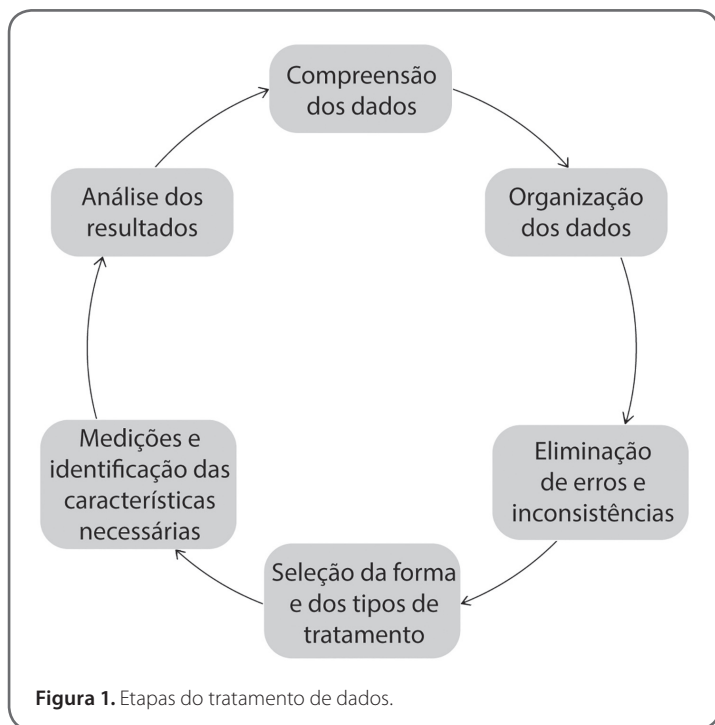 Compreensão
dos dados
Organização
dos dados
Eliminação
de erros e
inconsistências
Seleção da forma
e dos tipos de
tratamento
Medições e
identificação das
características
necessárias
Análise dos
resultados
Figura 1. Etapas do tratamento de dados.